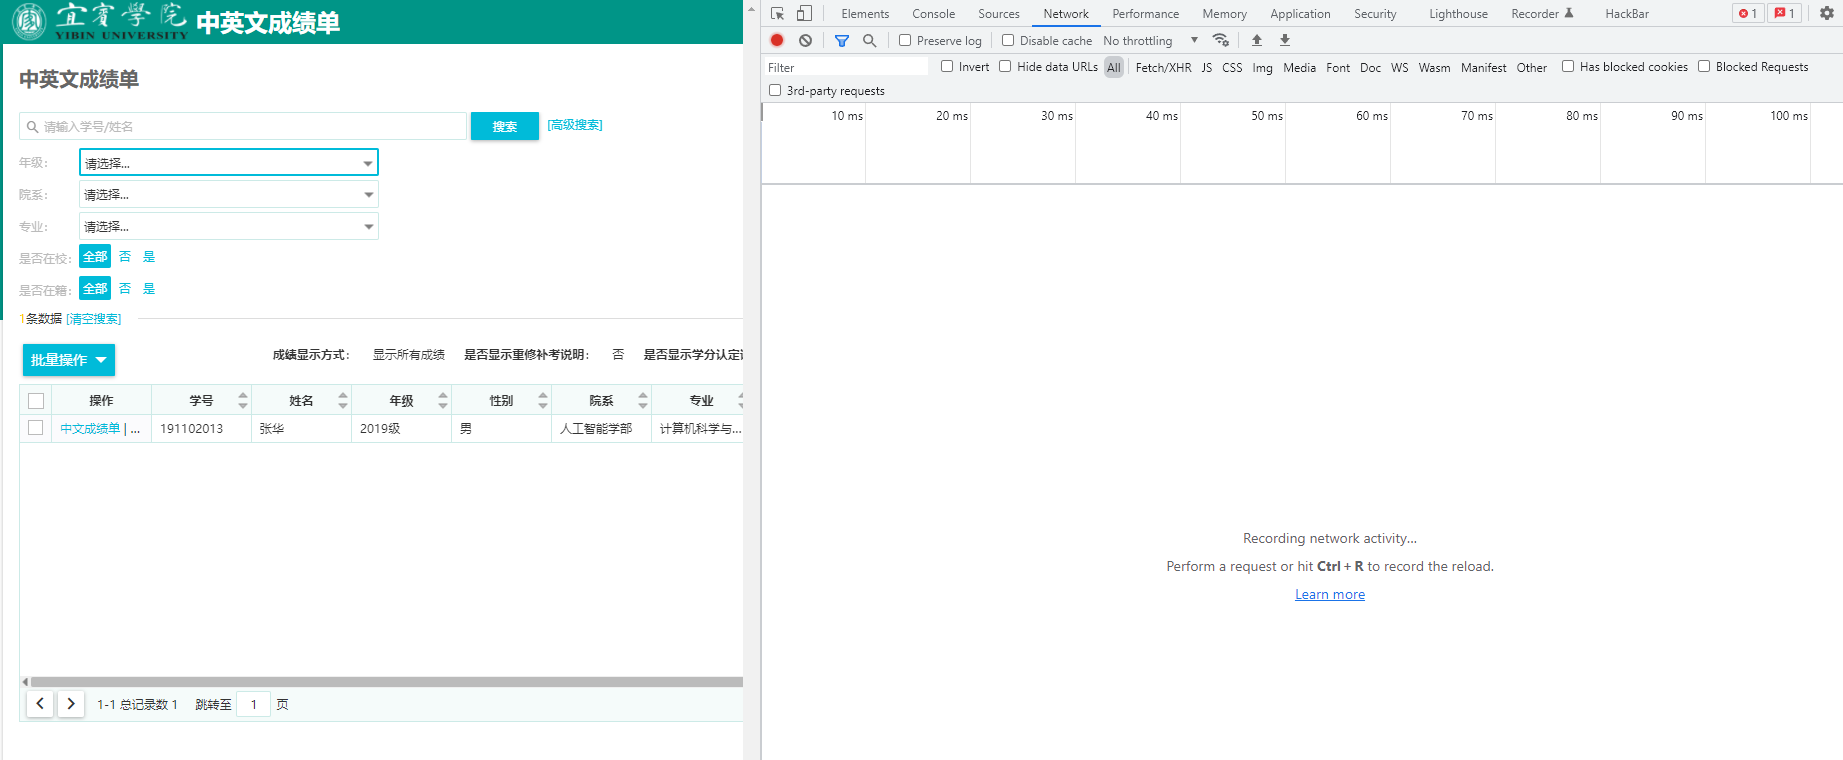 宜宾学院
YIBIN UNIVERSITY
中英文成绩单
中英文成绩单
请输入学号/姓名
搜索
[高级搜索]
年级：
请选择...
院系：
请选择...
专业：
请选择...
是否在校：
全部 否 是
是否在籍：
全部 否 是
1条数据 [清空搜索]
批量操作
成绩显示方式： 显示所有成绩 是否显示重修补考说明： 否 是否显示学分认定
操作 学号 姓名 年级 性别 院系 专业
中文成绩单 | ... 191102013 张华 2019级 男 人工智能学部 计算机科学与...
1-1 总记录数 1 跳转至 1 页
Elements Console Sources Network Performance Memory Application Security Lighthouse Recorder HackBar 1 1
Preserve log Disable cache No throttling
Filter Invert Hide data URLs All Fetch/XHR JS CSS Img Media Font Doc WS Wasm Manifest Other Has blocked cookies Blocked Requests
3rd-party requests
10 ms 20 ms 30 ms 40 ms 50 ms 60 ms 70 ms 80 ms 90 ms 100 ms
Recording network activity...
Perform a request or hit Ctrl + R to record the reload.
Learn more